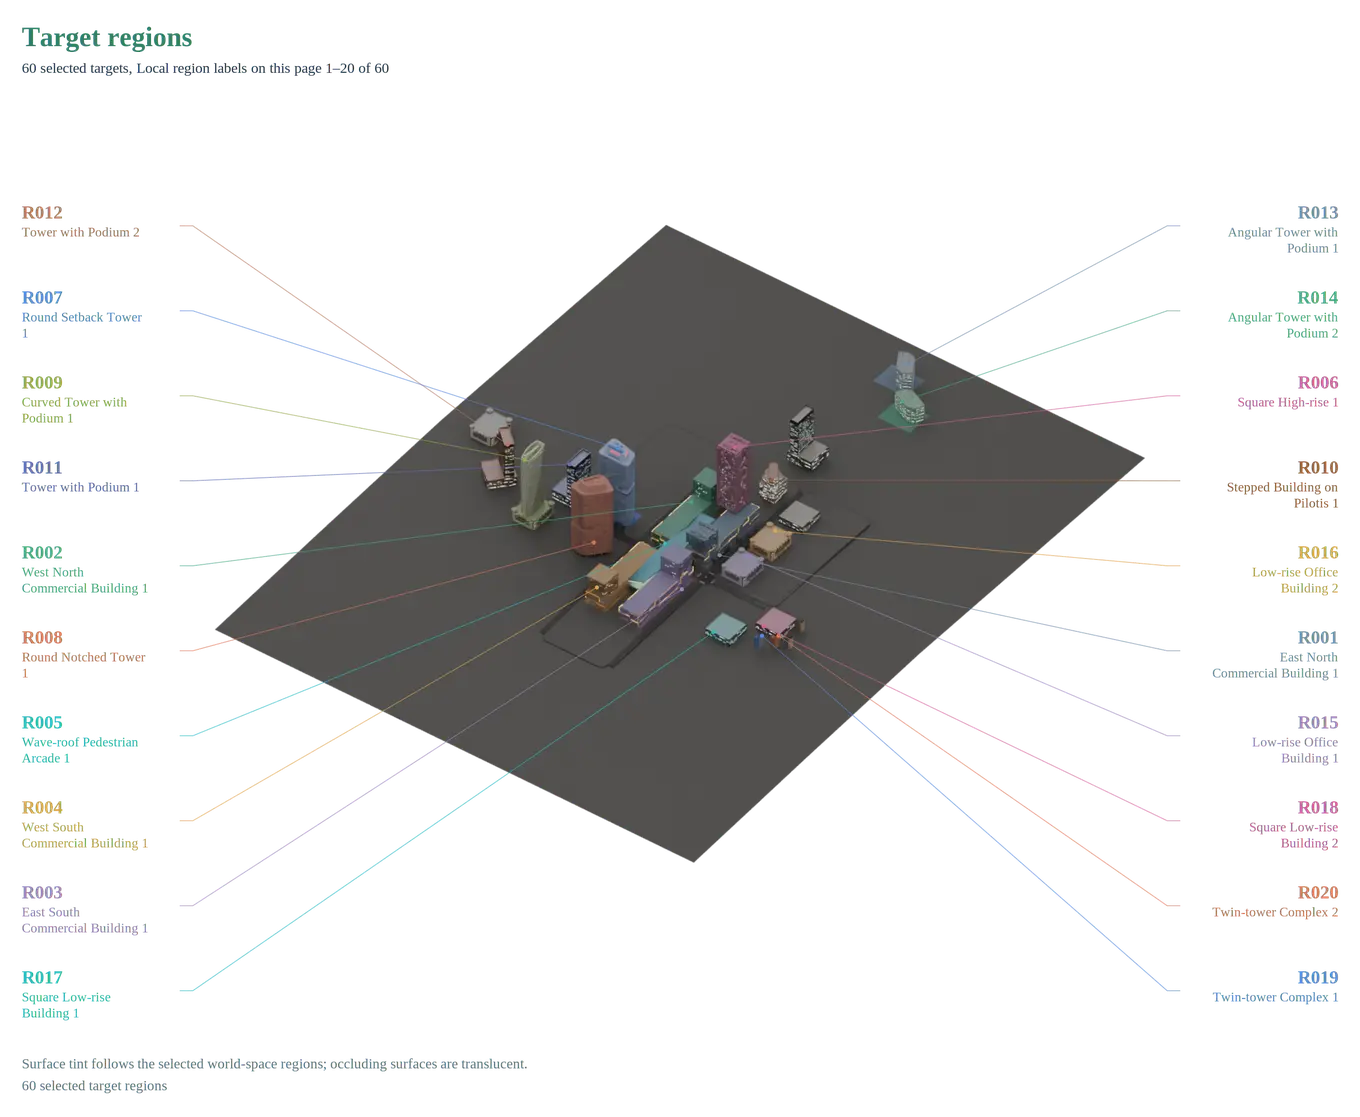 Target regions
60 selected targets, Local region labels on this page 1–20 of 60
R012
Tower with Podium 2
R007
Round Setback Tower
1
R009
Curved Tower with
Podium 1
R011
Tower with Podium 1
R002
West North
Commercial Building 1
R008
Round Notched Tower
1
R005
Wave-roof Pedestrian
Arcade 1
R004
West South
Commercial Building 1
R003
East South
Commercial Building 1
R017
Square Low-rise
Building 1
R013
Angular Tower with
Podium 1
R014
Angular Tower with
Podium 2
R006
Square High-rise 1
R010
Stepped Building on
Pilotis 1
R016
Low-rise Office
Building 2
R001
East North
Commercial Building 1
R015
Low-rise Office
Building 1
R018
Square Low-rise
Building 2
R020
Twin-tower Complex 2
R019
Twin-tower Complex 1
Surface tint follows the selected world-space regions; occluding surfaces are translucent.
60 selected target regions